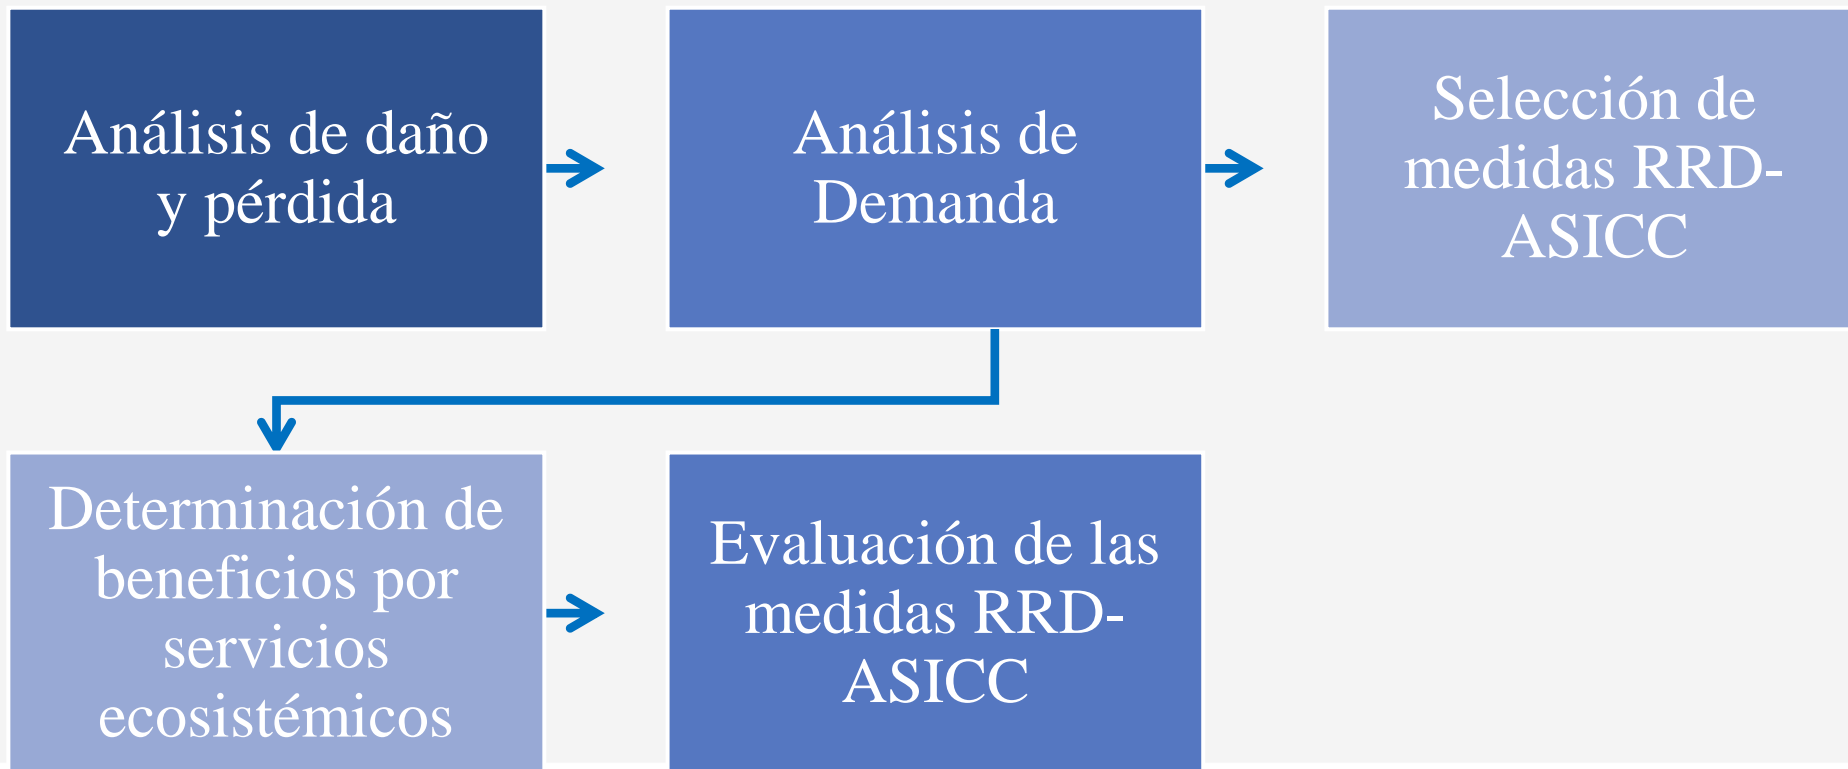 Análisis de daño
y pérdida
Análisis de
Demanda
Selección de
medidas RRD-
ASICC
Determinación de
beneficios por
servicios
ecosistémicos
Evaluación de las
medidas RRD-
ASICC